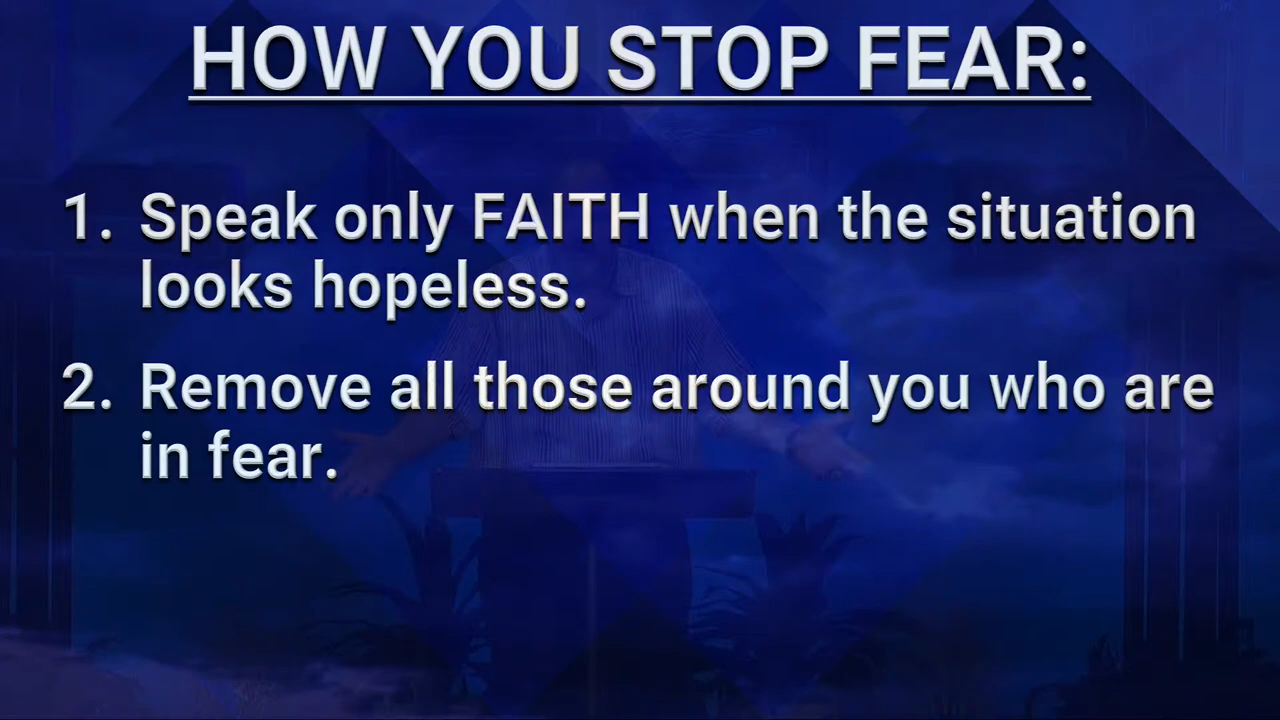 HOW YOU STOP FEAR:
1. Speak only FAITH when the situation
looks hopeless.
2. Remove all those around you who are
in fear.